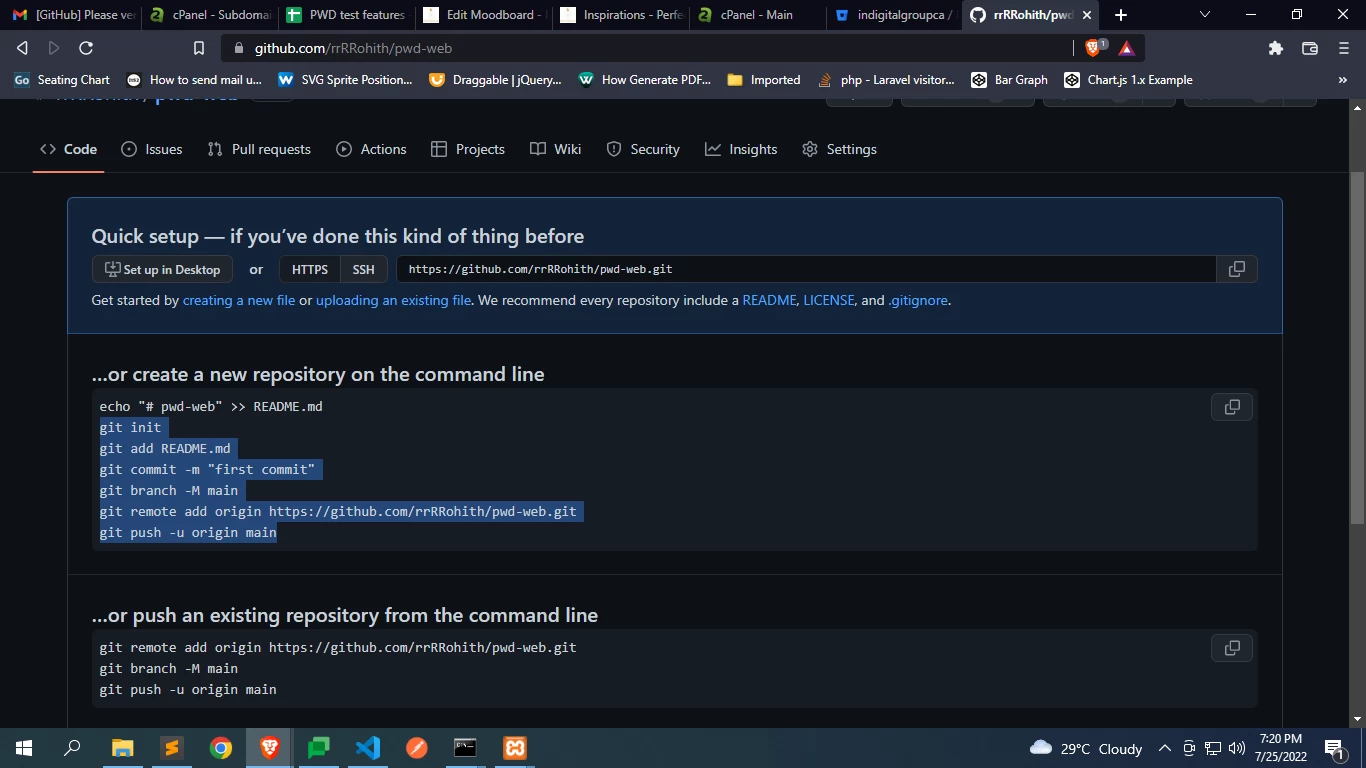 [GitHub] Please ver
cPanel - Subdomai
PWD test features
Edit Moodboard -
Inspirations - Perfe
cPanel - Main
indigitalgroupca /
rrRRohith/pwd
github.com/rrRRohith/pwd-web
1
Go Seating Chart
How to send mail u...
SVG Sprite Position...
Draggable | jQuery...
How Generate PDF...
Imported
php - Laravel visitor...
Bar Graph
Chart.js 1.x Example
»
Code
Issues
Pull requests
Actions
Projects
Wiki
Security
Insights
Settings
Quick setup — if you’ve done this kind of thing before
Set up in Desktop or HTTPS SSH https://github.com/rrRRohith/pwd-web.git
Get started by creating a new file or uploading an existing file. We recommend every repository include a README, LICENSE, and .gitignore.
…or create a new repository on the command line
echo "# pwd-web" >> README.md
git init
git add README.md
git commit -m "first commit"
git branch -M main
git remote add origin https://github.com/rrRRohith/pwd-web.git
git push -u origin main
…or push an existing repository from the command line
git remote add origin https://github.com/rrRRohith/pwd-web.git
git branch -M main
git push -u origin main
29°C Cloudy
7:20 PM
7/25/2022
1